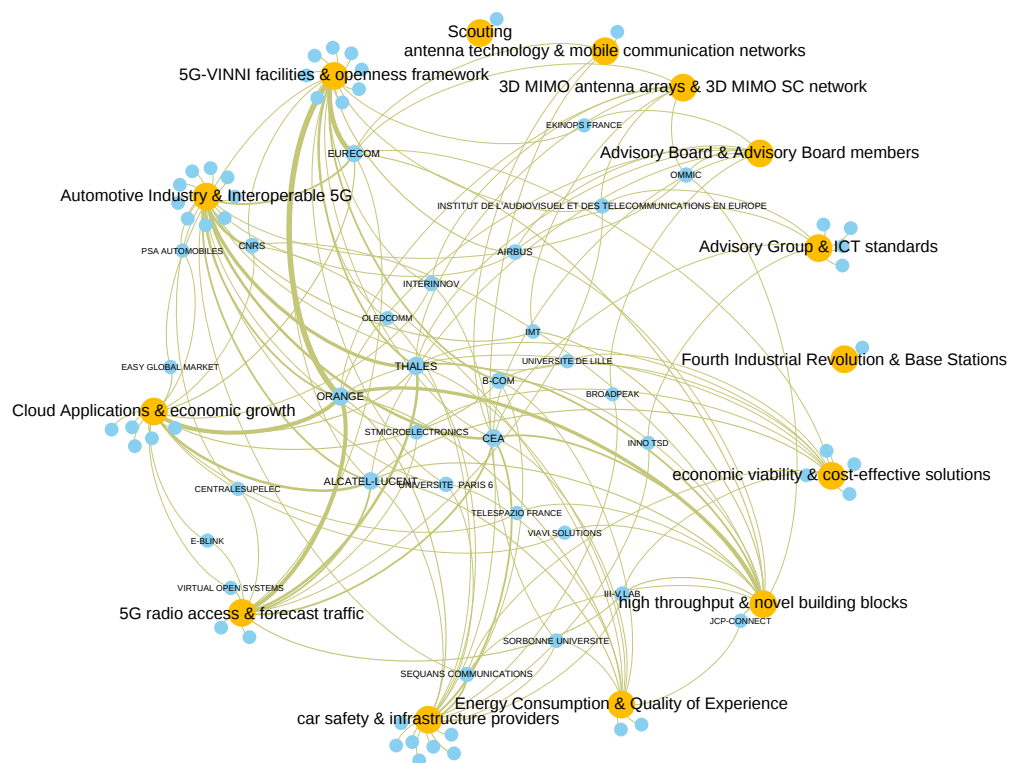 Scouting
antenna technology & mobile communication networks
5G-VINNI facilities & openness framework
3D MIMO antenna arrays & 3D MIMO SC network
EKINOPS FRANCE
EURECOM
Advisory Board & Advisory Board members
OMMIC
Automotive Industry & Interoperable 5G
INSTITUT DE L'AUDIOVISUEL ET DES TELECOMMUNICATIONS EN EUROPE
PSA AUTOMOBILES
CNRS
AIRBUS
Advisory Group & ICT standards
INTERINNOV
OLEDCOMM
IMT
EASY GLOBAL MARKET
THALES
UNIVERSITE DE LILLE
Fourth Industrial Revolution & Base Stations
B-COM
ORANGE
BROADPEAK
Cloud Applications & economic growth
STMICROELECTRONICS
CEA
INNO TSD
economic viability & cost-effective solutions
ALCATEL-LUCENT
UNIVERSITE PARIS 6
CENTRALESUPELEC
TELESPAZIO FRANCE
VIAVI SOLUTIONS
E-BLINK
VIRTUAL OPEN SYSTEMS
III-V LAB
high throughput & novel building blocks
5G radio access & forecast traffic
JCP-CONNECT
SORBONNE UNIVERSITE
SEQUANS COMMUNICATIONS
Energy Consumption & Quality of Experience
car safety & infrastructure providers